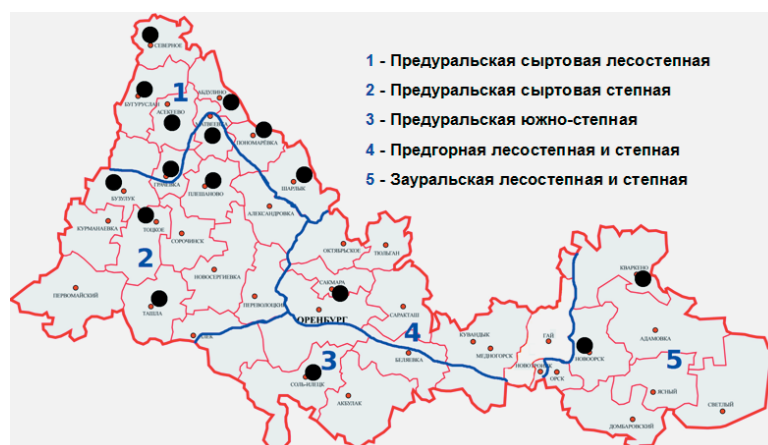 1 - Предуральская сыртовая лесостепная
2 - Предуральская сыртовая степная
3 - Предуральская южно-степная
4 - Предгорная лесостепная и степная
5 - Зауральская лесостепная и степная
СЕВЕРНОЕ
БУГУРУСЛАН
1
АБДУЛИНО
АСЕКЕЕВО
ПОНОМАРЁВКА
ГРАЧЕВКА
ШАРЛЫК
БУЗУЛУК
ПЛЕШАНОВО
АЛЕКСАНДРОВКА
КУРМАНАЕВКА
ТОЦКОЕ
СОРОЧИНСК
ОКТЯБРЬСКОЕ
ТЮЛЬГАН
2
НОВОСЕРГИЕВКА
КВАРКЕНО
ПЕРВОМАЙСКИЙ
САКМАРА
ТАШЛА
ПЕРЕВОЛОЦКИЙ
ОРЕНБУРГ
САРАКТАШ
4
КУВАНДЫК
ГАЙ
АДАМОВКА
МЕДНОГОРСК
НОВООРСК
3
БЕЛЯЕВКА
5
СОЛЬ-ИЛЕЦК
НОВОТРОИЦК
ОРСК
АКБУЛАК
ЯСНЫЙ
СВЕТЛЫЙ
ДОМБАРОВСКИЙ